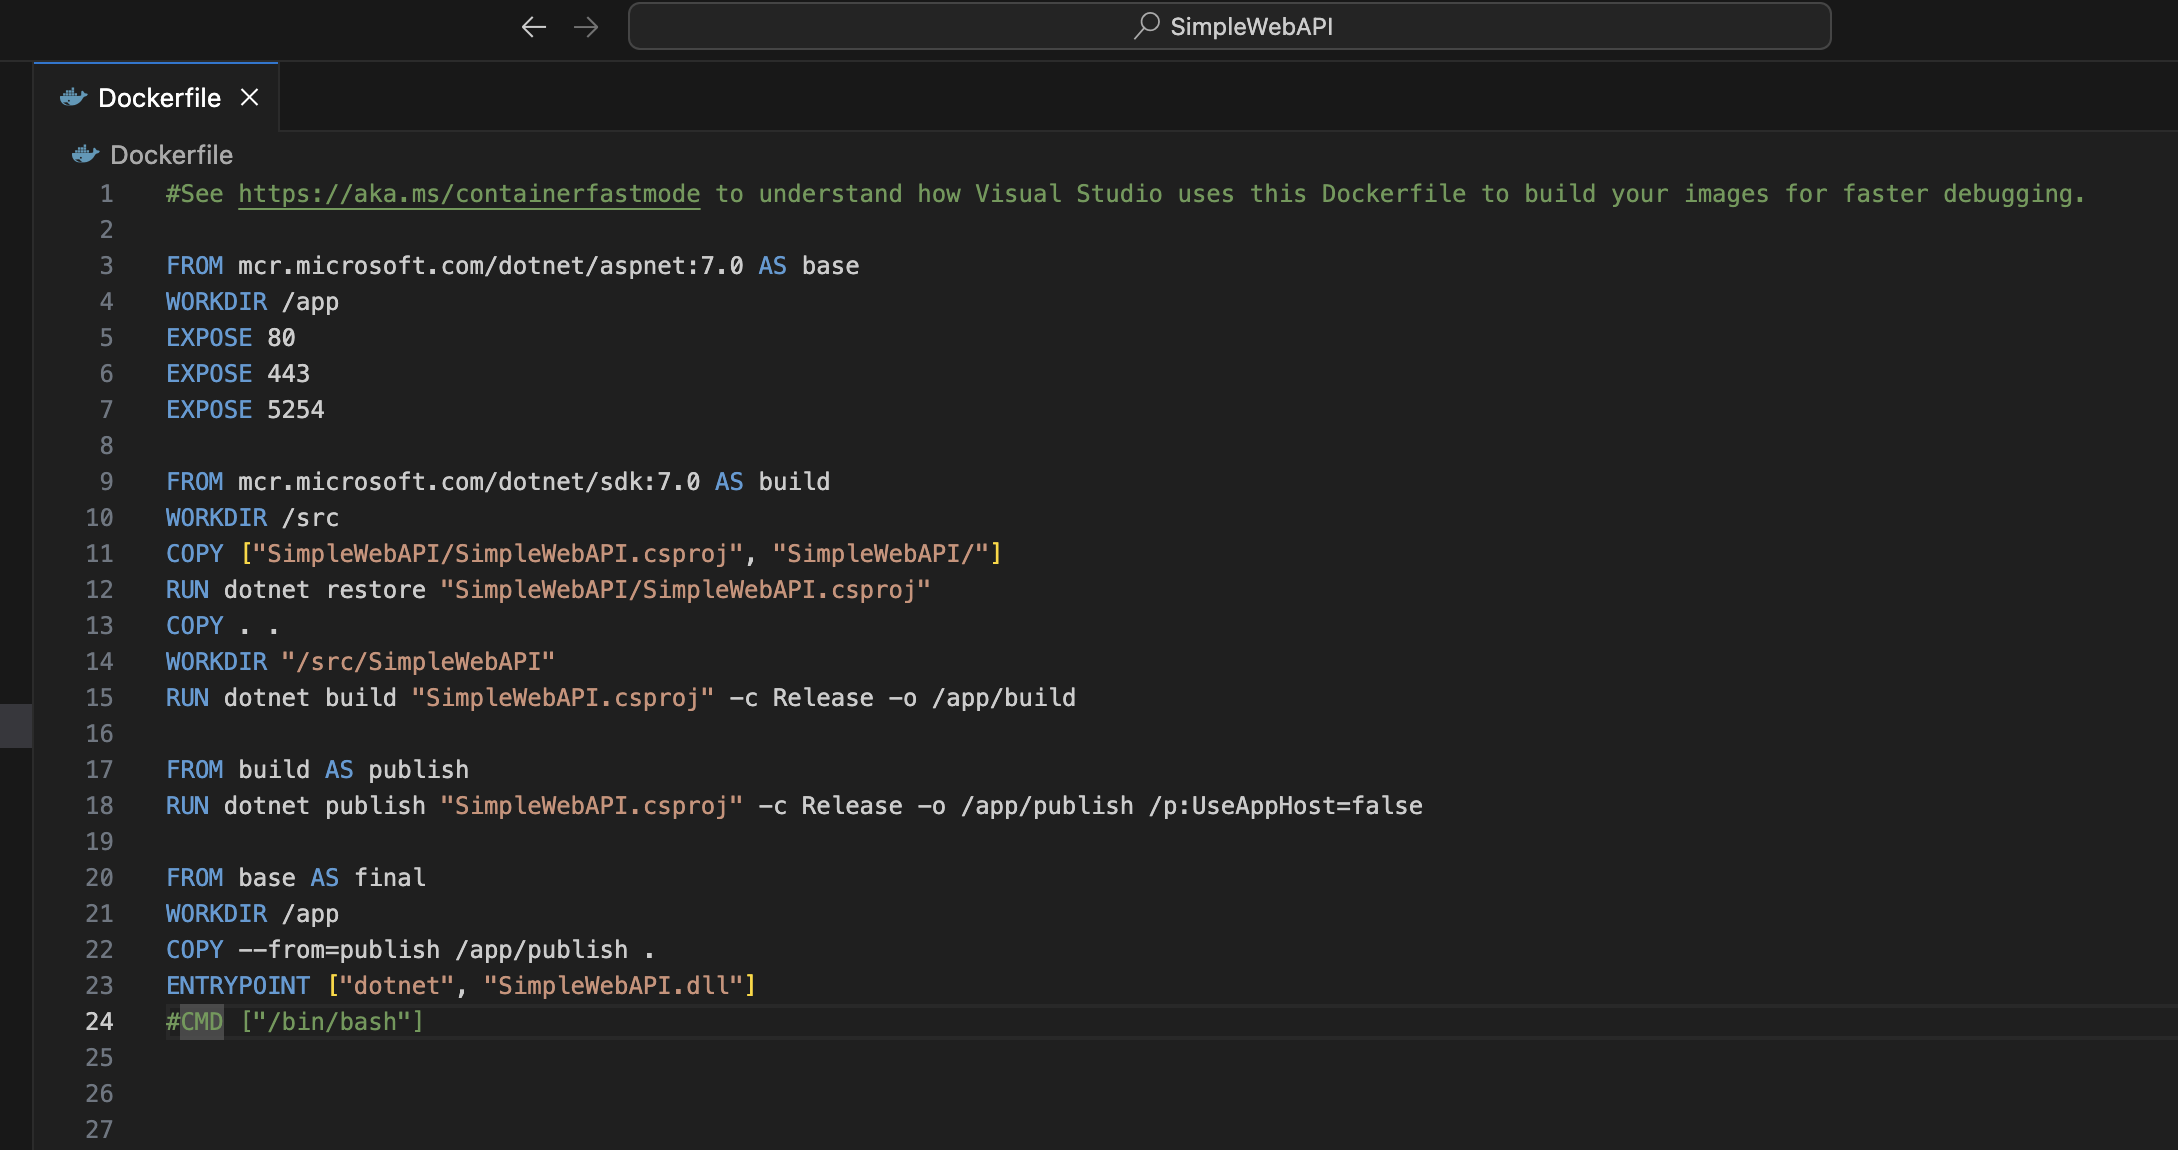 SimpleWebAPI
Dockerfile
Dockerfile
1 #See https://aka.ms/containerfastmode to understand how Visual Studio uses this Dockerfile to build your images for faster debugging.
2
3 FROM mcr.microsoft.com/dotnet/aspnet:7.0 AS base
4 WORKDIR /app
5 EXPOSE 80
6 EXPOSE 443
7 EXPOSE 5254
8
9 FROM mcr.microsoft.com/dotnet/sdk:7.0 AS build
10 WORKDIR /src
11 COPY ["SimpleWebAPI/SimpleWebAPI.csproj", "SimpleWebAPI/"]
12 RUN dotnet restore "SimpleWebAPI/SimpleWebAPI.csproj"
13 COPY . .
14 WORKDIR "/src/SimpleWebAPI"
15 RUN dotnet build "SimpleWebAPI.csproj" -c Release -o /app/build
16
17 FROM build AS publish
18 RUN dotnet publish "SimpleWebAPI.csproj" -c Release -o /app/publish /p:UseAppHost=false
19
20 FROM base AS final
21 WORKDIR /app
22 COPY --from=publish /app/publish .
23 ENTRYPOINT ["dotnet", "SimpleWebAPI.dll"]
24 #CMD ["/bin/bash"]
25
26
27